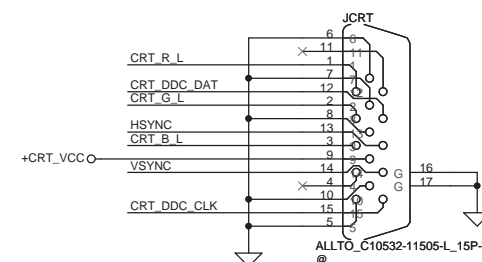 JCRT
6
11
CRT_R_L 1
7
CRT_DDC_DAT 12
CRT_G_L 2
8
HSYNC 13
CRT_B_L 3
+CRT_VCC 9
VSYNC 14
4
10
CRT_DDC_CLK 15
5
G 16
G 17
ALLTO_C10532-11505-L_15P-
@